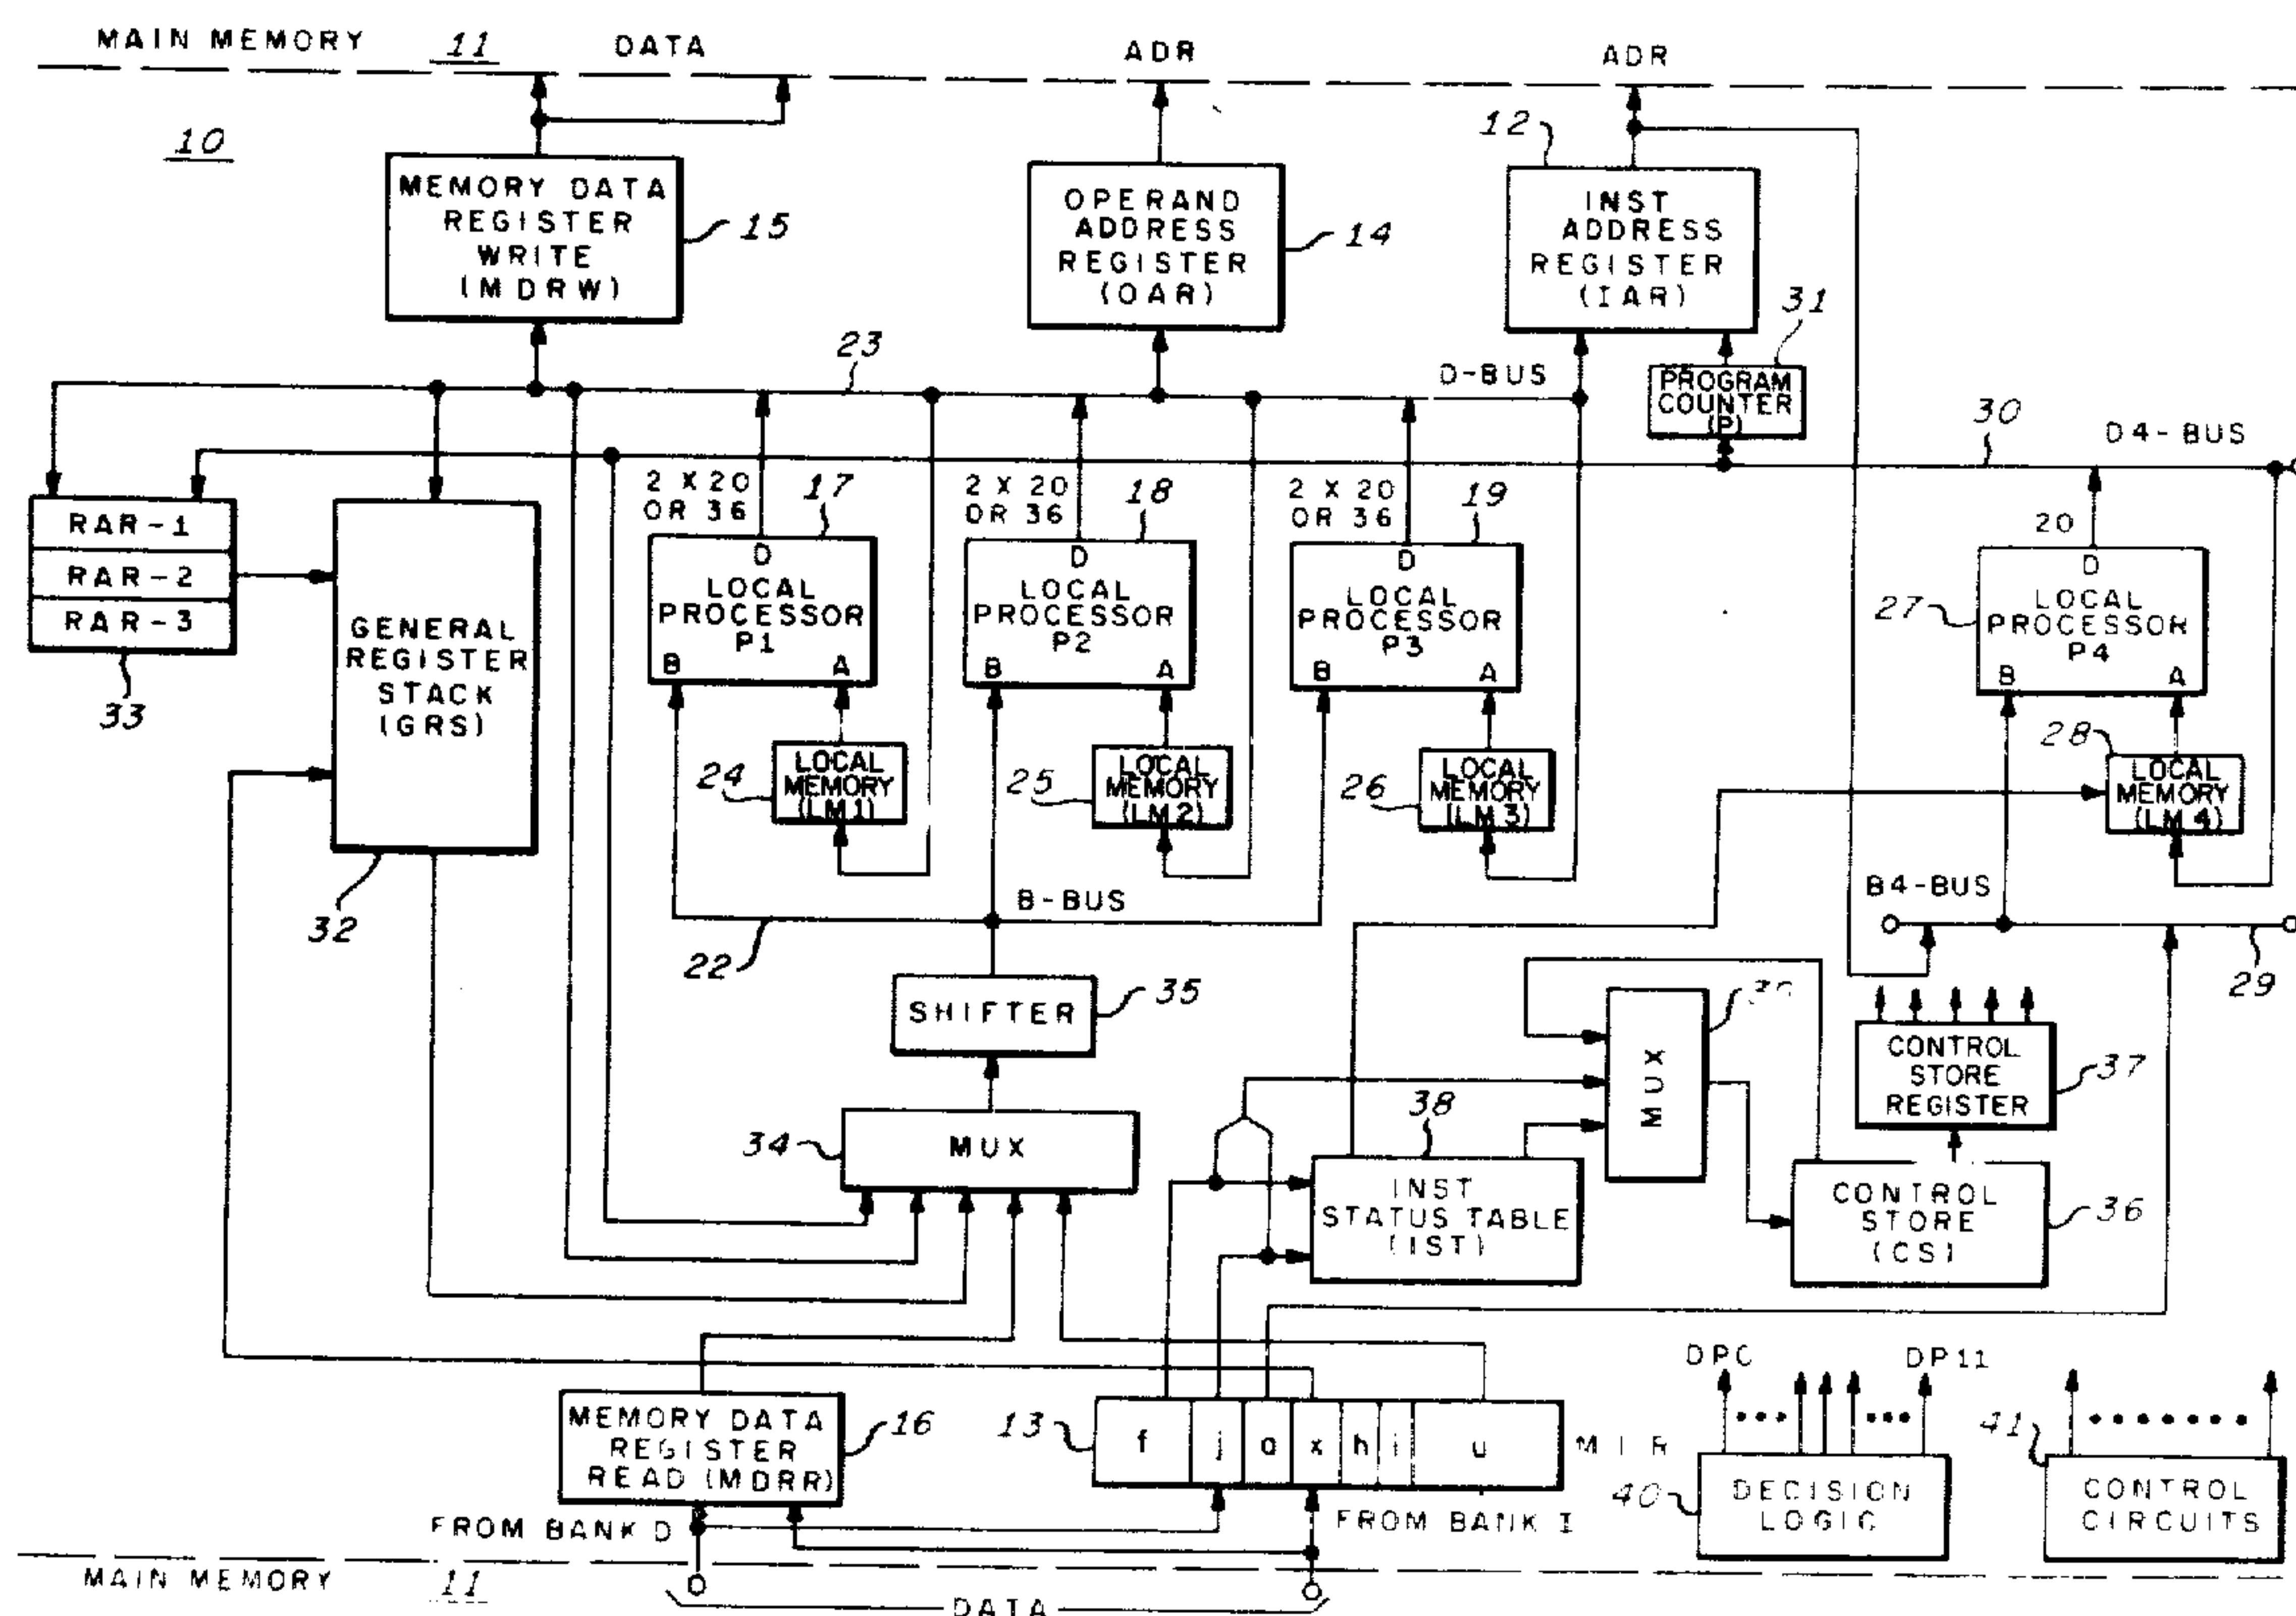 MAIN MEMORY 11 DATA ADR ADR
10
MEMORY DATA
REGISTER
WRITE
(MDRW)
15
OPERAND
ADDRESS
REGISTER
(OAR)
14
12
INST
ADDRESS
REGISTER
(IAR)
31
PROGRAM
COUNTER
(P)
23
D-BUS
30
D4-BUS
RAR-1
RAR-2
RAR-3
33
GENERAL
REGISTER
STACK
(GRS)
32
2 X 20
OR 36
17
D
LOCAL
PROCESSOR
P1
B A
2 X 20
OR 36
18
D
LOCAL
PROCESSOR
P2
B A
2 X 20
OR 36
19
D
LOCAL
PROCESSOR
P3
B A
20
27
D
LOCAL
PROCESSOR
P4
B A
24
LOCAL
MEMORY
(LM1)
25
LOCAL
MEMORY
(LM2)
26
LOCAL
MEMORY
(LM3)
28
LOCAL
MEMORY
(LM4)
B-BUS
22
B4-BUS
29
SHIFTER
35
MUX
34
MUX
CONTROL
STORE
REGISTER
37
38
INST
STATUS TABLE
(IST)
CONTROL
STORE
(CS)
36
MEMORY DATA
REGISTER
READ (MDRR)
16
13
f j a x h i u
MIR
DP0 DP11
40
DECISION
LOGIC
41
CONTROL
CIRCUITS
FROM BANK D
FROM BANK I
MAIN MEMORY 11
DATA